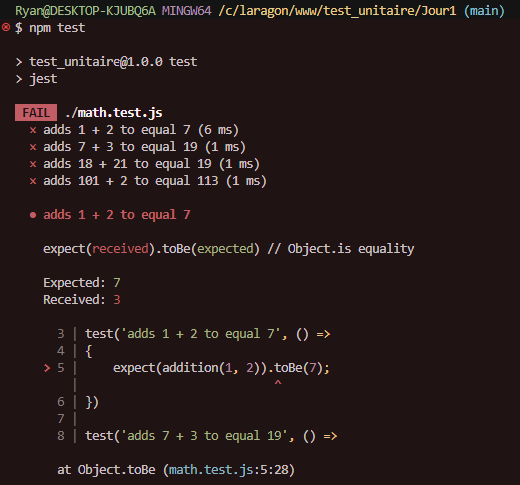 Ryan@DESKTOP-KJUBQ6A MINGW64 /c/laragon/www/test_unitaire/Jour1 (main)
$ npm test
> test_unitaire@1.0.0 test
> jest
FAIL ./math.test.js
× adds 1 + 2 to equal 7 (6 ms)
× adds 7 + 3 to equal 19 (1 ms)
× adds 18 + 21 to equal 19 (1 ms)
× adds 101 + 2 to equal 113 (1 ms)
● adds 1 + 2 to equal 7
expect(received).toBe(expected) // Object.is equality
Expected: 7
Received: 3
3 | test('adds 1 + 2 to equal 7', () =>
4 | {
> 5 |     expect(addition(1, 2)).toBe(7);
|                            ^
6 | })
7 |
8 | test('adds 7 + 3 to equal 19', () =>
at Object.toBe (math.test.js:5:28)